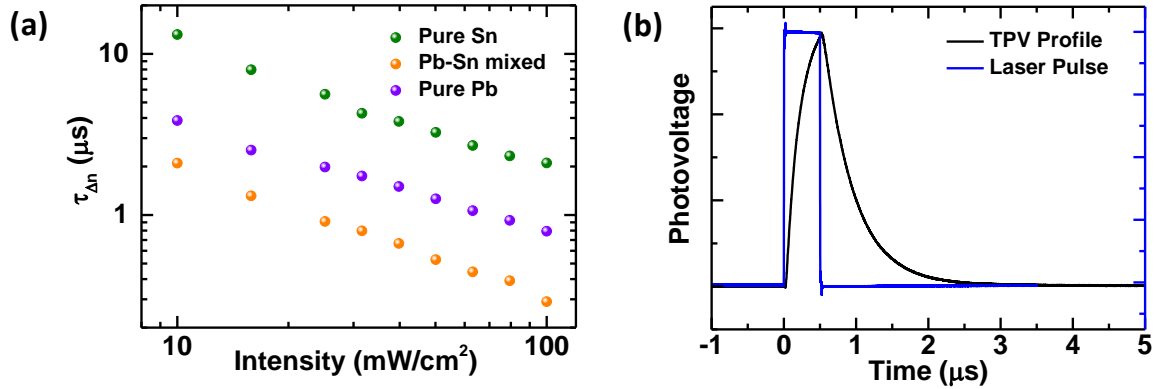 (a)
10
1
τΔn (μs)
Pure Sn
Pb-Sn mixed
Pure Pb
10
100
Intensity (mW/cm²)
(b)
Photovoltage
TPV Profile
Laser Pulse
-1 0 1 2 3 4 5
Time (μs)